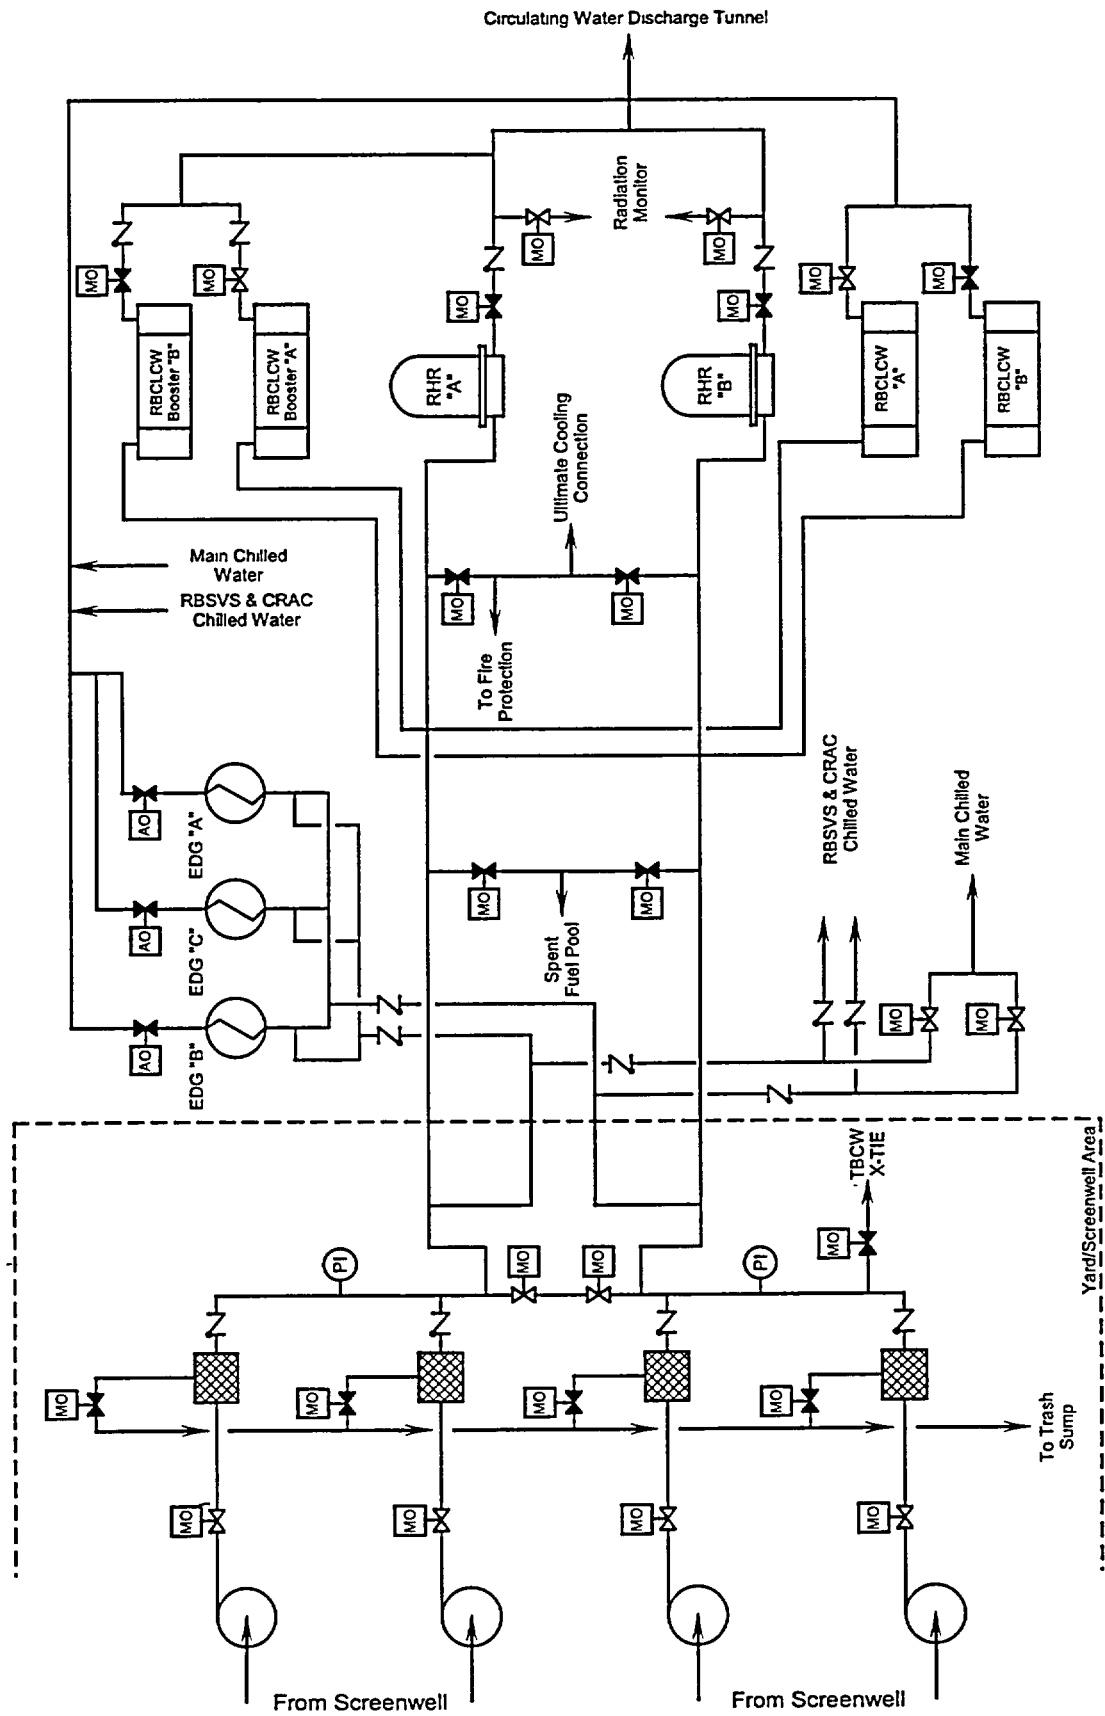 Circulating Water Discharge Tunnel
MO
RBCLCW
Booster "B"
MO
RBCLCW
Booster "A"
MO
RHR
"A"
MO
Radiation
Monitor
MO
MO
RHR
"B"
MO
RBCLCW
"A"
MO
RBCLCW
"B"
Main Chilled
Water
RBSVS & CRAC
Chilled Water
Ultimate Cooling
Connection
MO
MO
To Fire
Protection
AO
EDG "A"
AO
EDG "C"
AO
EDG "B"
MO
MO
Spent
Fuel Pool
RBSVS & CRAC
Chilled Water
Main Chilled
Water
MO
MO
TBCW
X-TIE
Yard/Screenwell Area
PI
MO
MO
PI
MO
MO
MO
MO
MO
To Trash
Sump
MO
MO
MO
MO
From Screenwell
From Screenwell